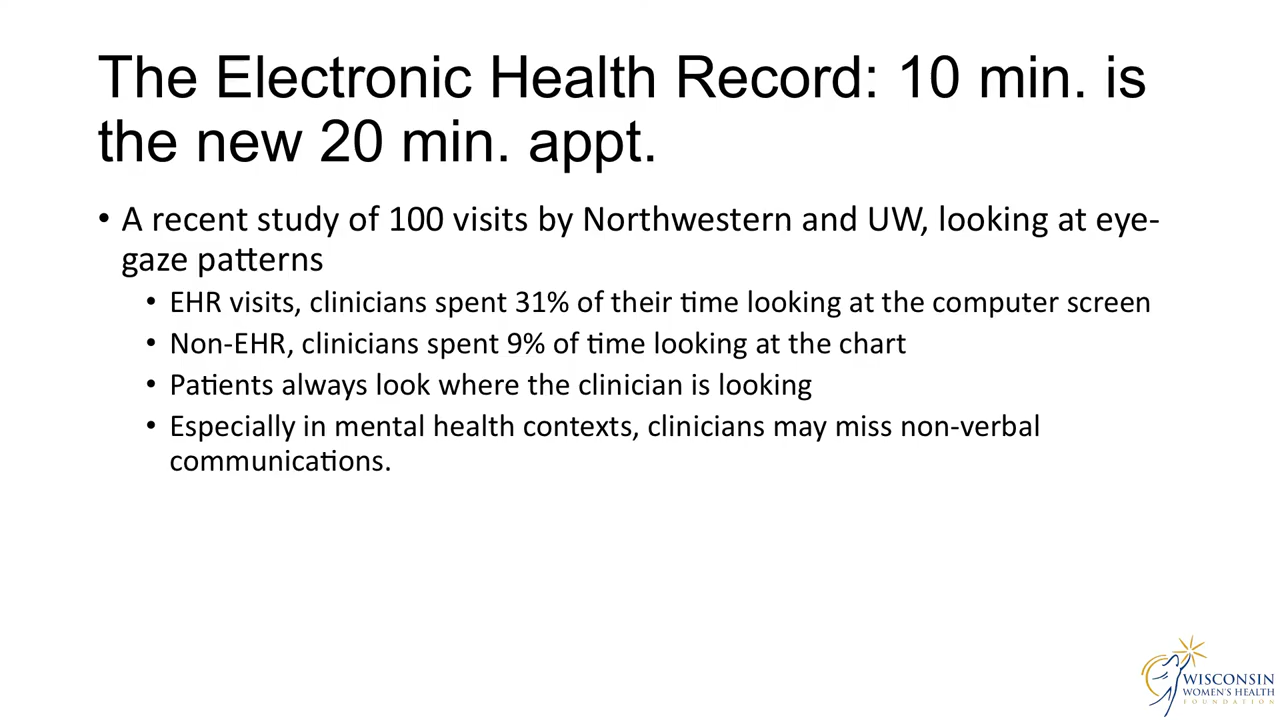 The Electronic Health Record: 10 min. is
the new 20 min. appt.
• A recent study of 100 visits by Northwestern and UW, looking at eye-
gaze patterns
• EHR visits, clinicians spent 31% of their time looking at the computer screen
• Non-EHR, clinicians spent 9% of time looking at the chart
• Patients always look where the clinician is looking
• Especially in mental health contexts, clinicians may miss non-verbal
communications.
WISCONSIN
WOMEN'S HEALTH
FOUNDATION